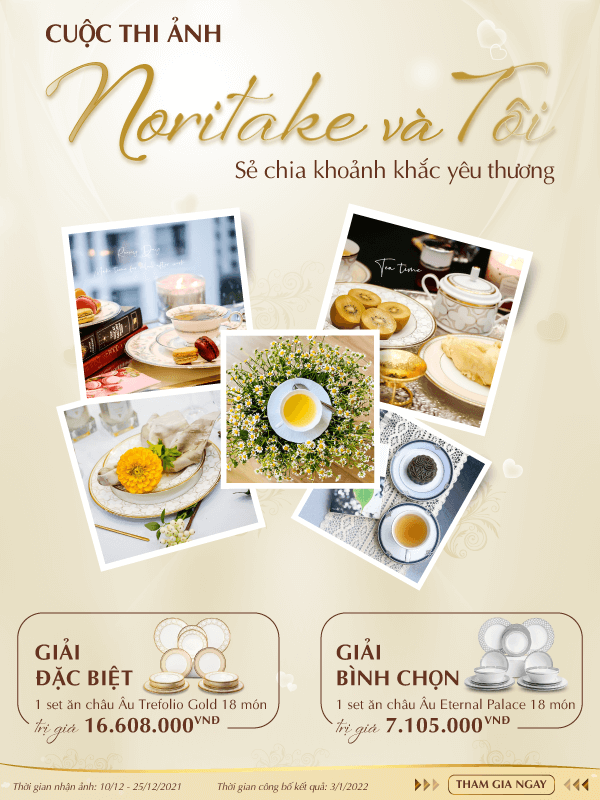 CUỘC THI ẢNH
Noritake và Tôi
Sẻ chia khoảnh khắc yêu thương
Tea time
GIẢI
ĐẶC BIỆT
1 set ăn châu Âu Trefolio Gold 18 món
trị giá 16.608.000VNĐ
GIẢI
BÌNH CHỌN
1 set ăn châu Âu Eternal Palace 18 món
trị giá 7.105.000VNĐ
Thời gian nhận ảnh: 10/12 - 25/12/2021
Thời gian công bố kết quả: 3/1/2022
THAM GIA NGAY